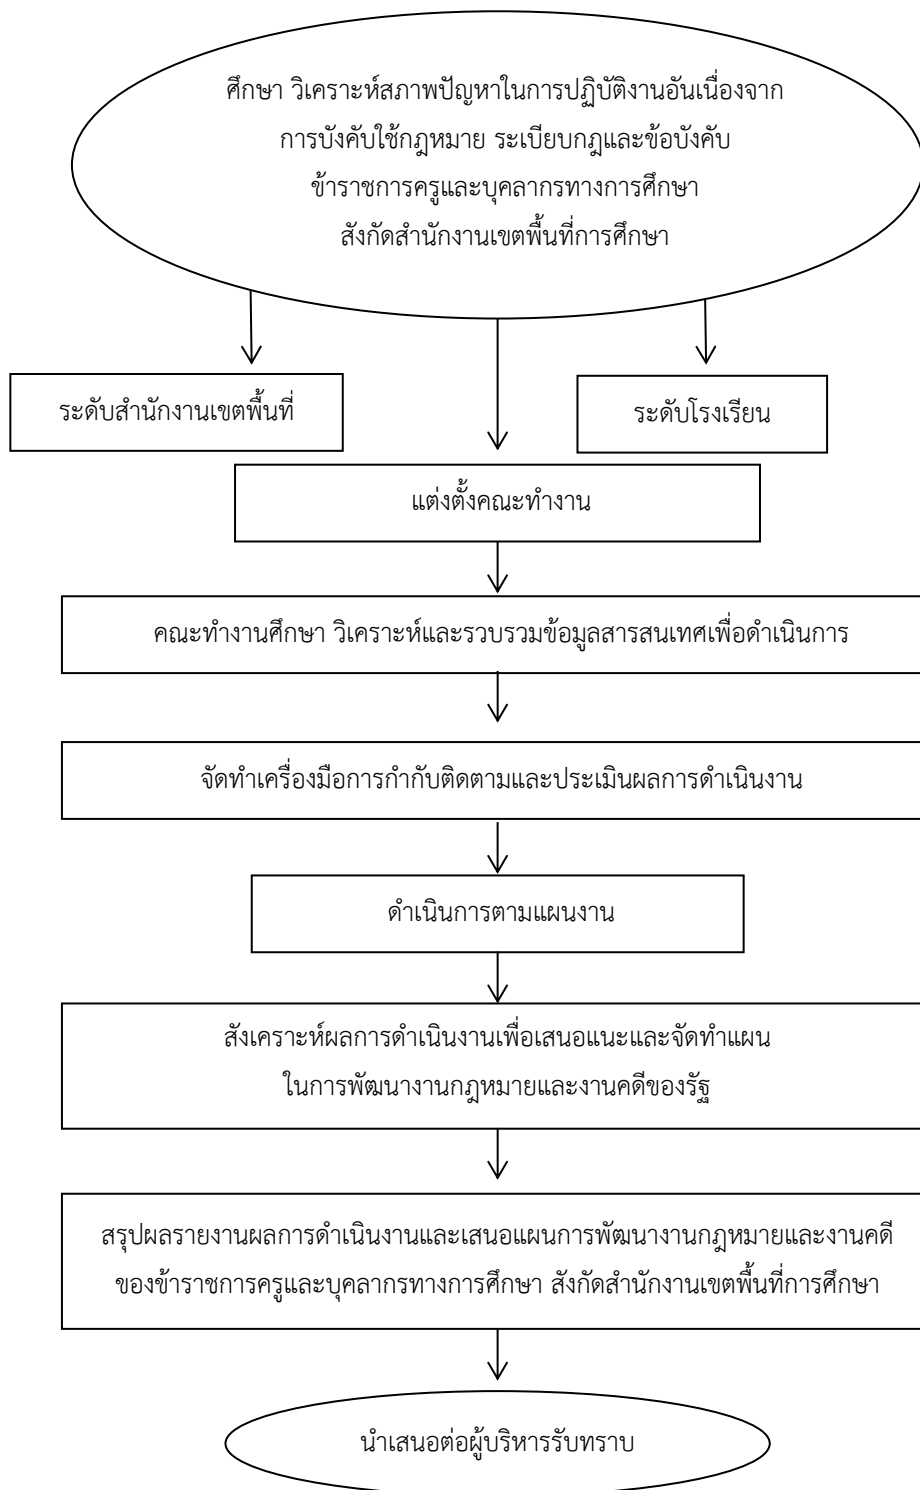 ศึกษา วิเคราะห์สภาพปัญหาในการปฏิบัติงานอันเนื่องจาก
การบังคับใช้กฎหมาย ระเบียบกฎและข้อบังคับ
ข้าราชการครูและบุคลากรทางการศึกษา
สังกัดสำนักงานเขตพื้นที่การศึกษา
ระดับสำนักงานเขตพื้นที่
ระดับโรงเรียน
แต่งตั้งคณะทำงาน
คณะทำงานศึกษา วิเคราะห์และรวบรวมข้อมูลสารสนเทศเพื่อดำเนินการ
จัดทำเครื่องมือการกำกับติดตามและประเมินผลการดำเนินงาน
ดำเนินการตามแผนงาน
สังเคราะห์ผลการดำเนินงานเพื่อเสนอแนะและจัดทำแผน
ในการพัฒนางานกฎหมายและงานคดีของรัฐ
สรุปผลรายงานผลการดำเนินงานและเสนอแผนการพัฒนางานกฎหมายและงานคดี
ของข้าราชการครูและบุคลากรทางการศึกษา สังกัดสำนักงานเขตพื้นที่การศึกษา
นำเสนอต่อผู้บริหารรับทราบ